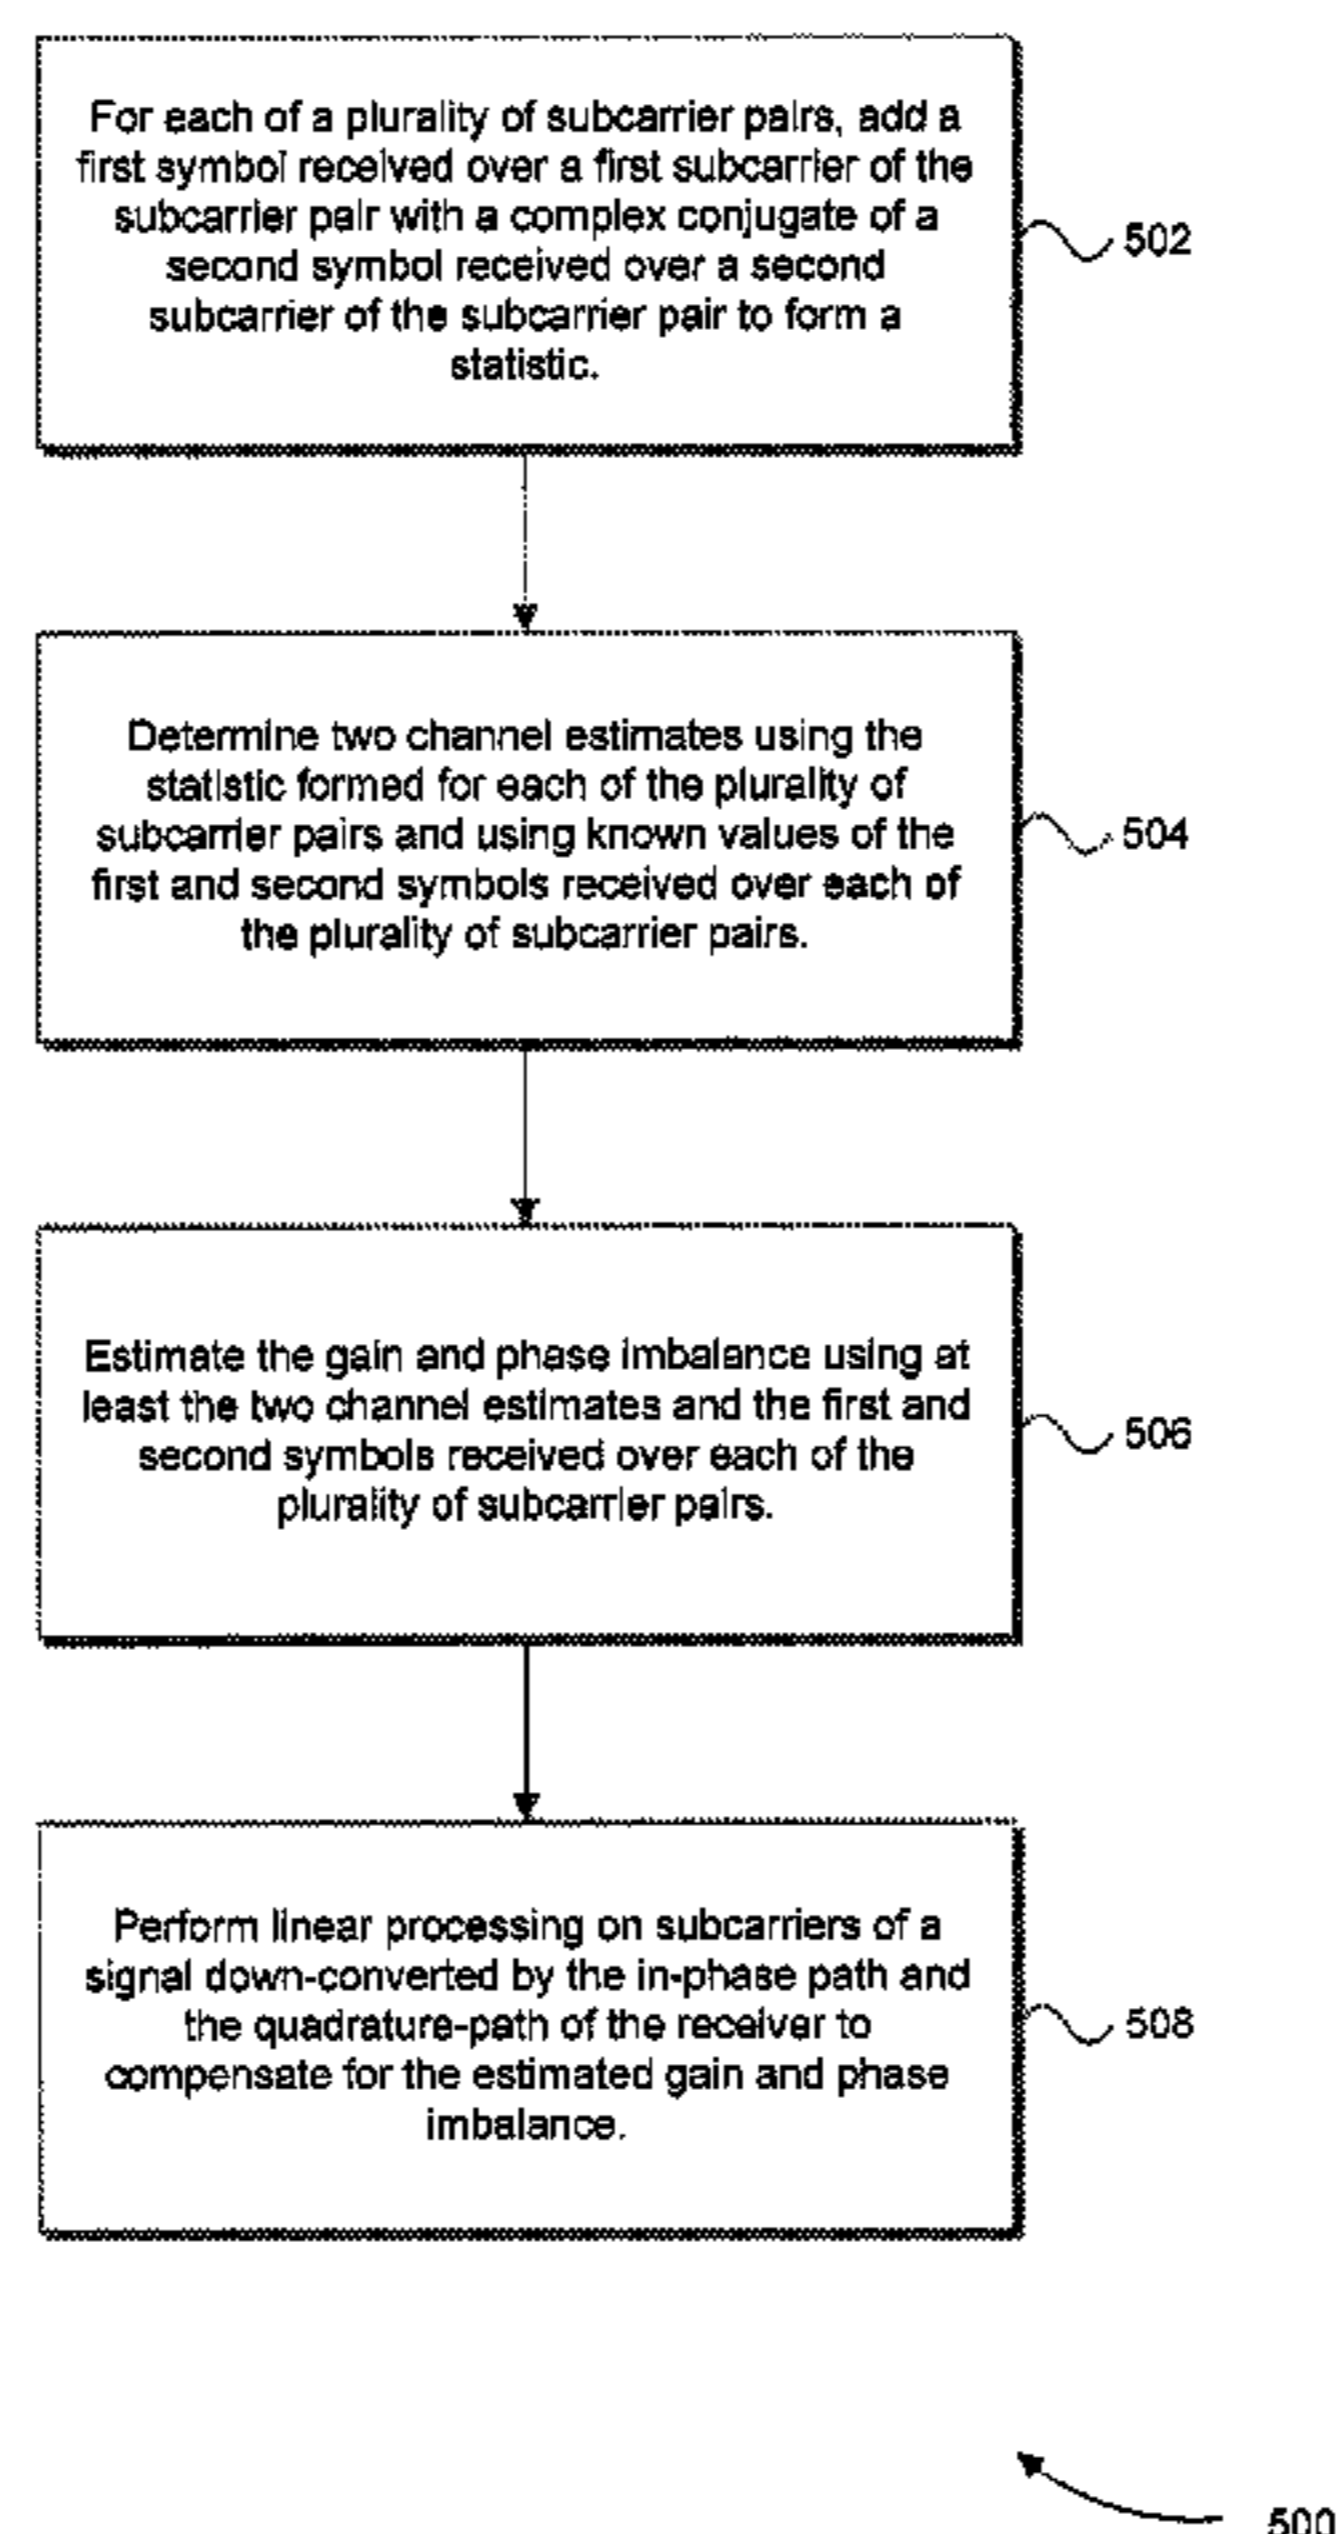 For each of a plurality of subcarrier pairs, add a
first symbol received over a first subcarrier of the
subcarrier pair with a complex conjugate of a
second symbol received over a second
subcarrier of the subcarrier pair to form a
statistic.
502
Determine two channel estimates using the
statistic formed for each of the plurality of
subcarrier pairs and using known values of the
first and second symbols received over each of
the plurality of subcarrier pairs.
504
Estimate the gain and phase imbalance using at
least the two channel estimates and the first and
second symbols received over each of the
plurality of subcarrier pairs.
506
Perform linear processing on subcarriers of a
signal down-converted by the in-phase path and
the quadrature-path of the receiver to
compensate for the estimated gain and phase
imbalance.
508
500